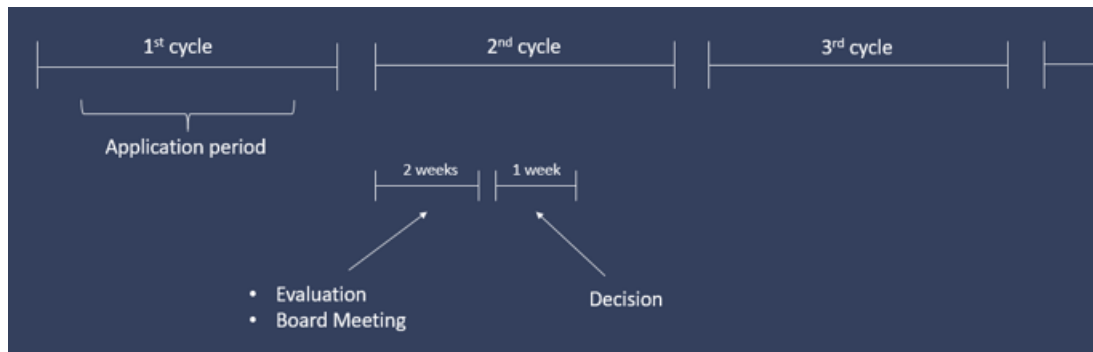 1st cycle
2nd cycle
3rd cycle
Application period
2 weeks
1 week
• Evaluation
• Board Meeting
Decision